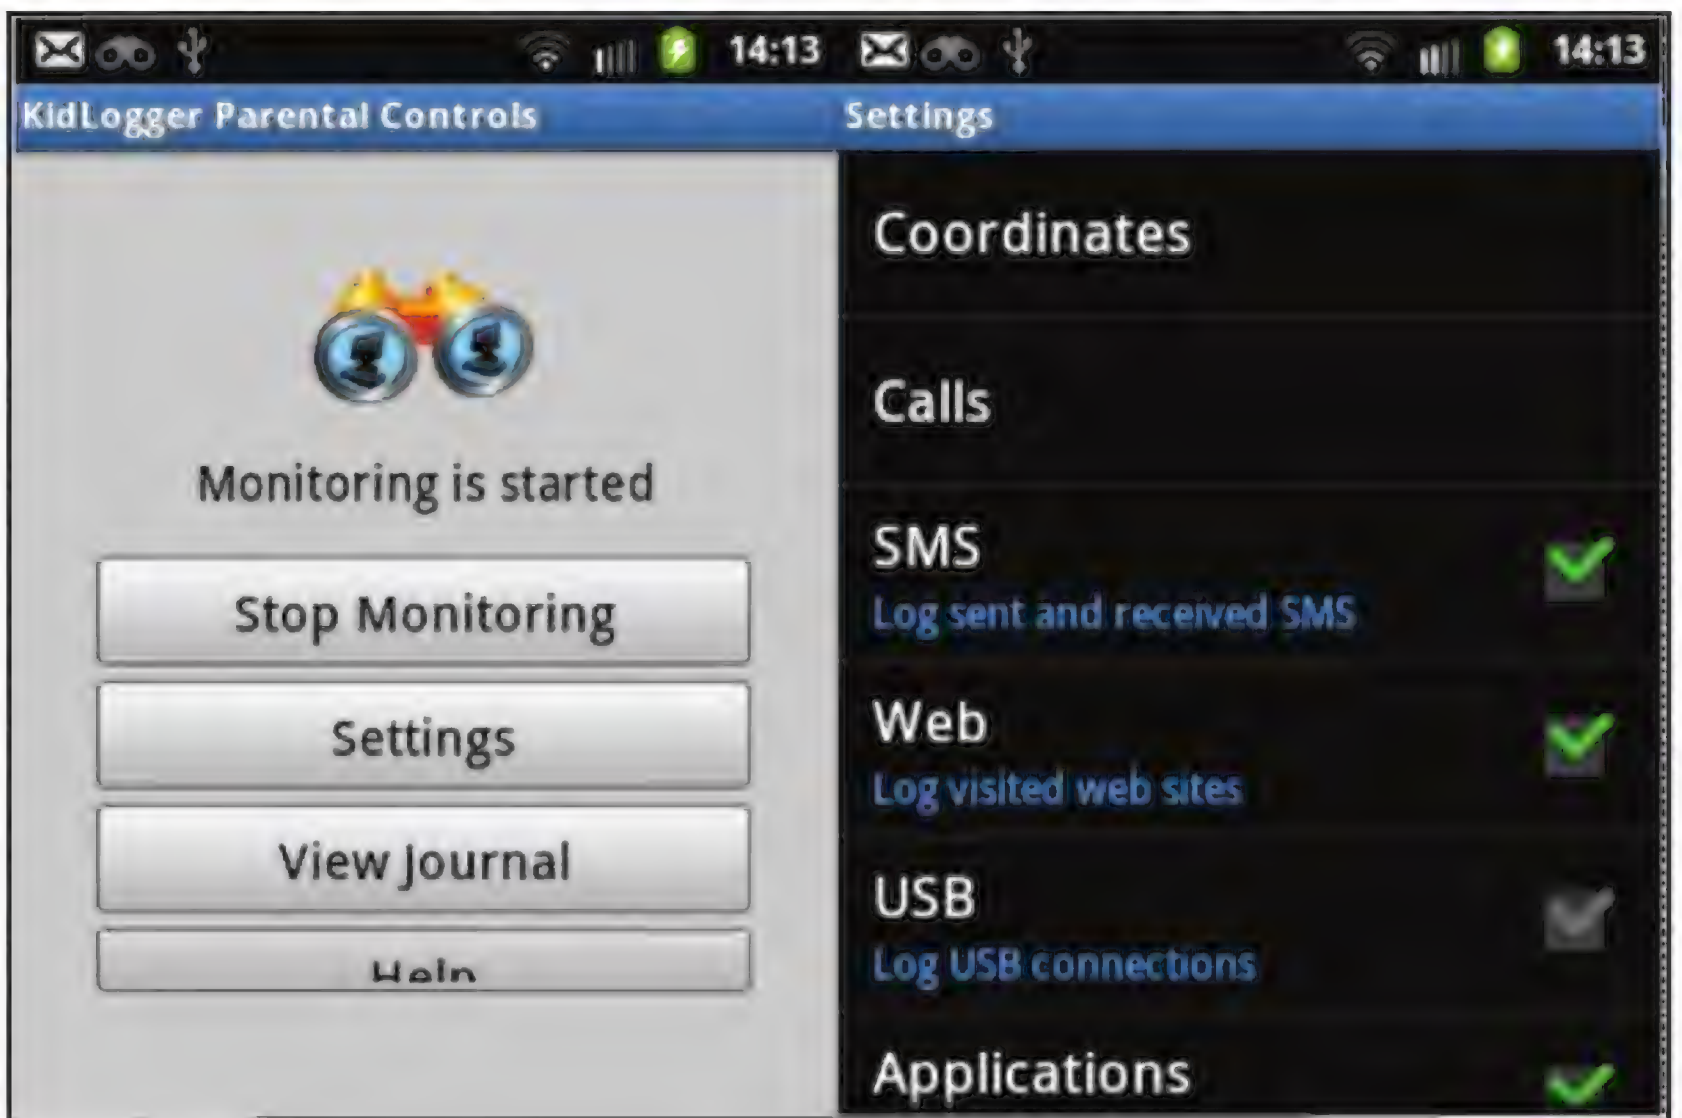 14:13
KidLogger Parental Controls
Monitoring is started
Stop Monitoring
Settings
View Journal
Help
14:13
Settings
Coordinates
Calls
SMS
Log sent and received SMS
Web
Log visited web sites
USB
Log USB connections
Applications